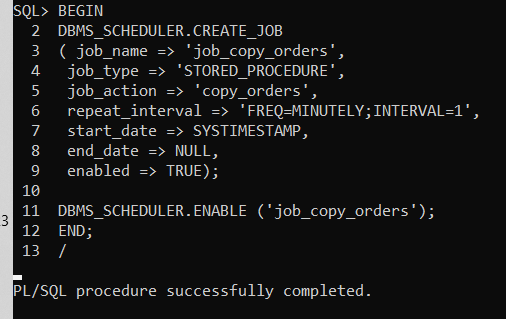 SQL> BEGIN
2 DBMS_SCHEDULER.CREATE_JOB
3 ( job_name => 'job_copy_orders',
4 job_type => 'STORED_PROCEDURE',
5 job_action => 'copy_orders',
6 repeat_interval => 'FREQ=MINUTELY;INTERVAL=1',
7 start_date => SYSTIMESTAMP,
8 end_date => NULL,
9 enabled => TRUE);
10
3 11 DBMS_SCHEDULER.ENABLE ('job_copy_orders');
12 END;
13 /
PL/SQL procedure successfully completed.